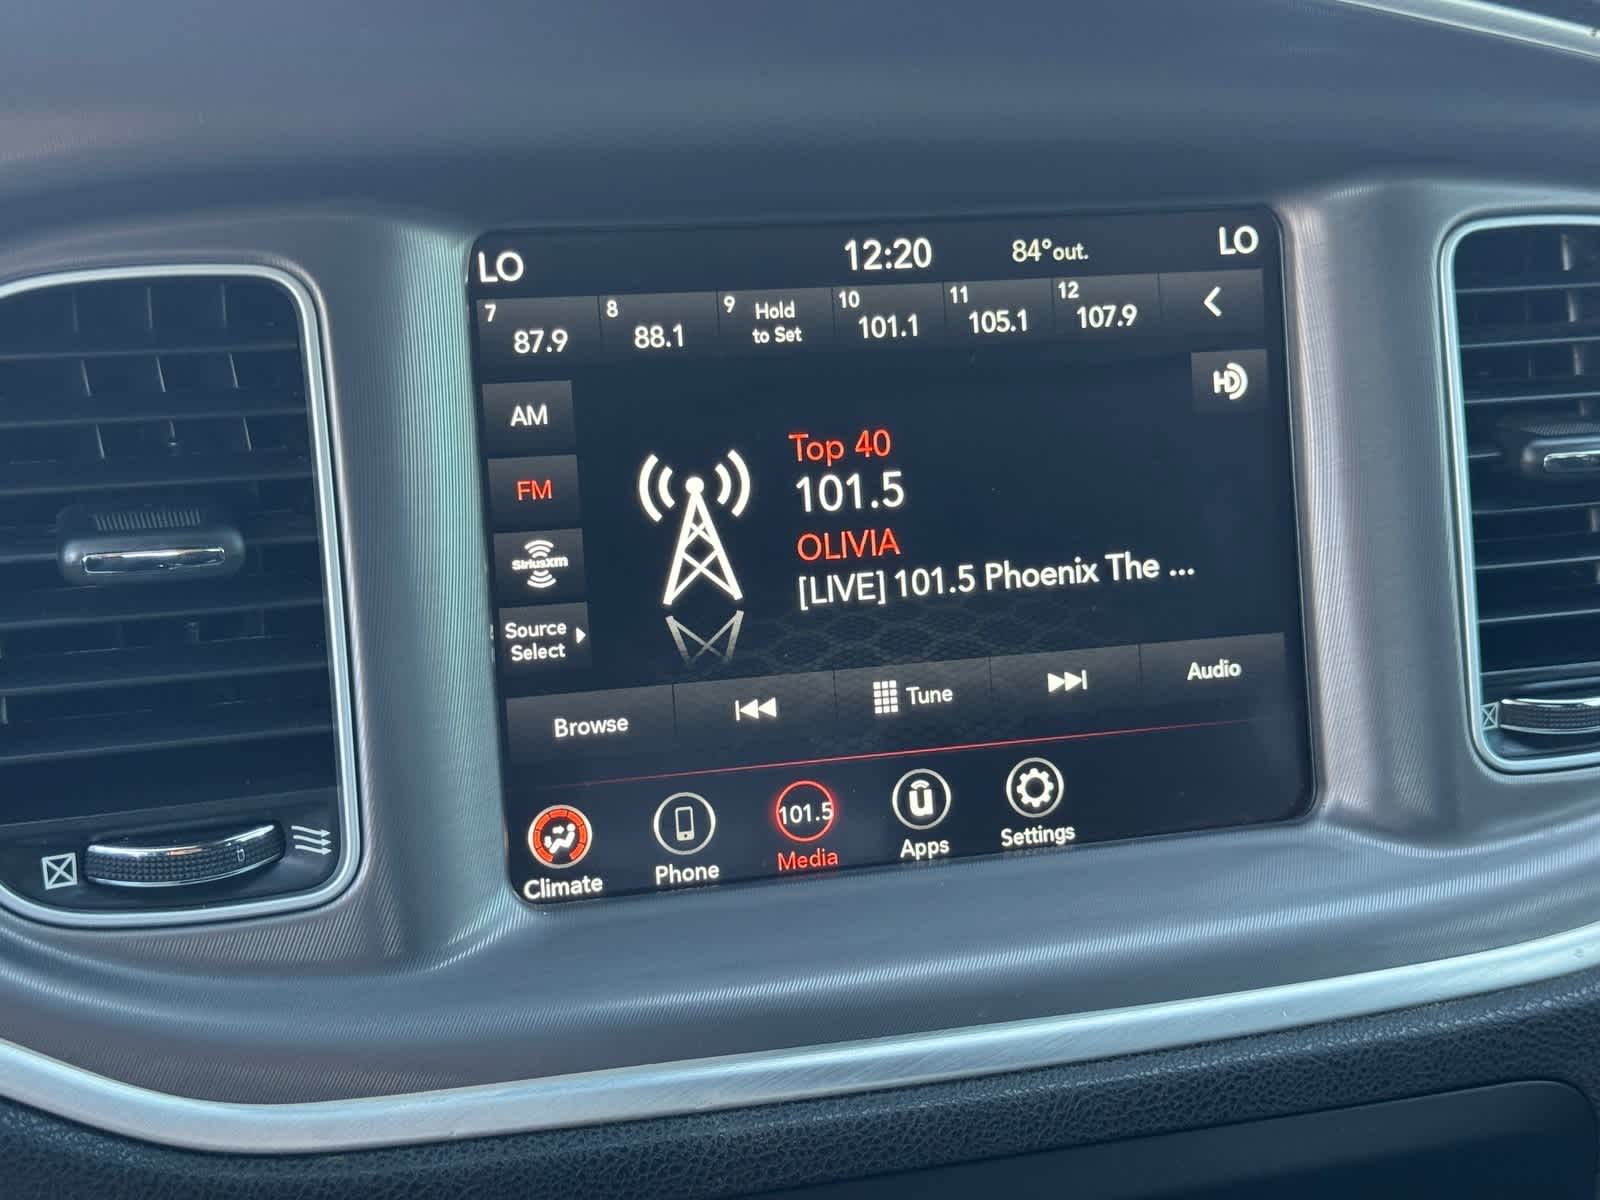 LO 12:20 84°out. LO
7 87.9 8 88.1 9 Hold to Set 10 101.1 11 105.1 12 107.9
HD
AM
FM
SiriusXM
Source
Select
Top 40
101.5
OLIVIA
[LIVE] 101.5 Phoenix The ...
Browse Tune Audio
101.5
Climate Phone Media Apps Settings